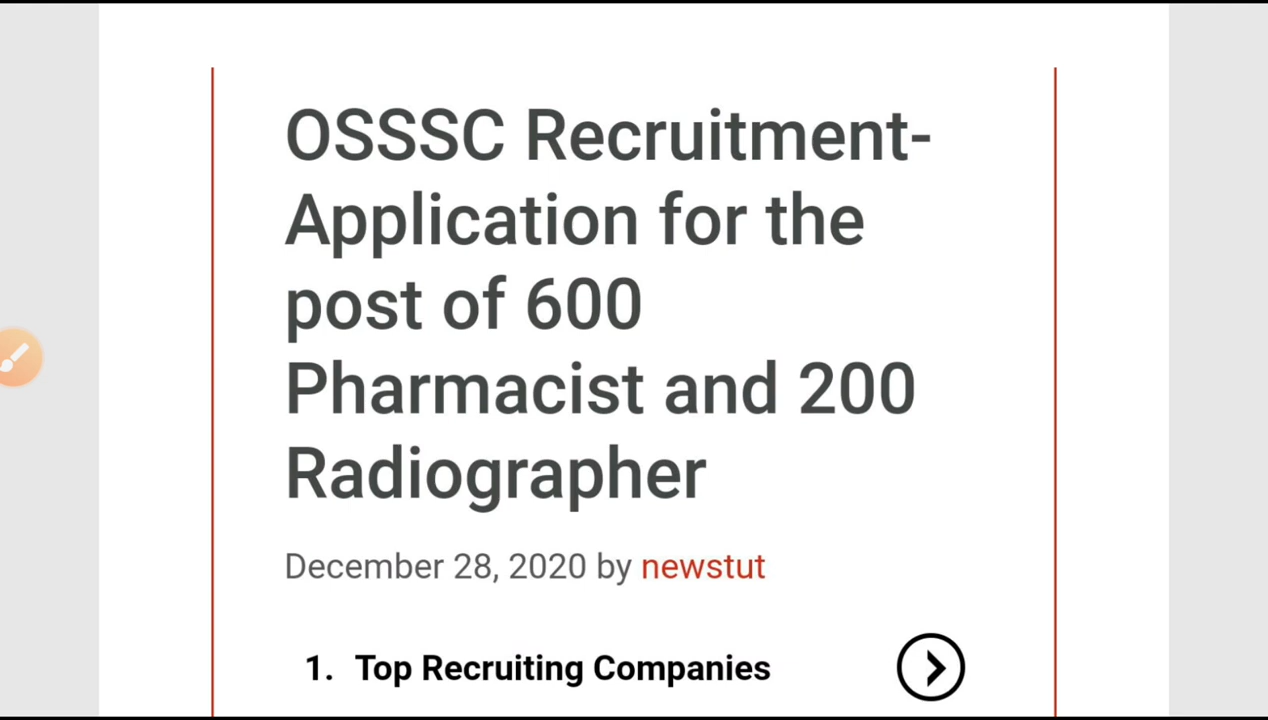 OSSSC Recruitment-
Application for the
post of 600
Pharmacist and 200
Radiographer
December 28, 2020 by newstut
1. Top Recruiting Companies